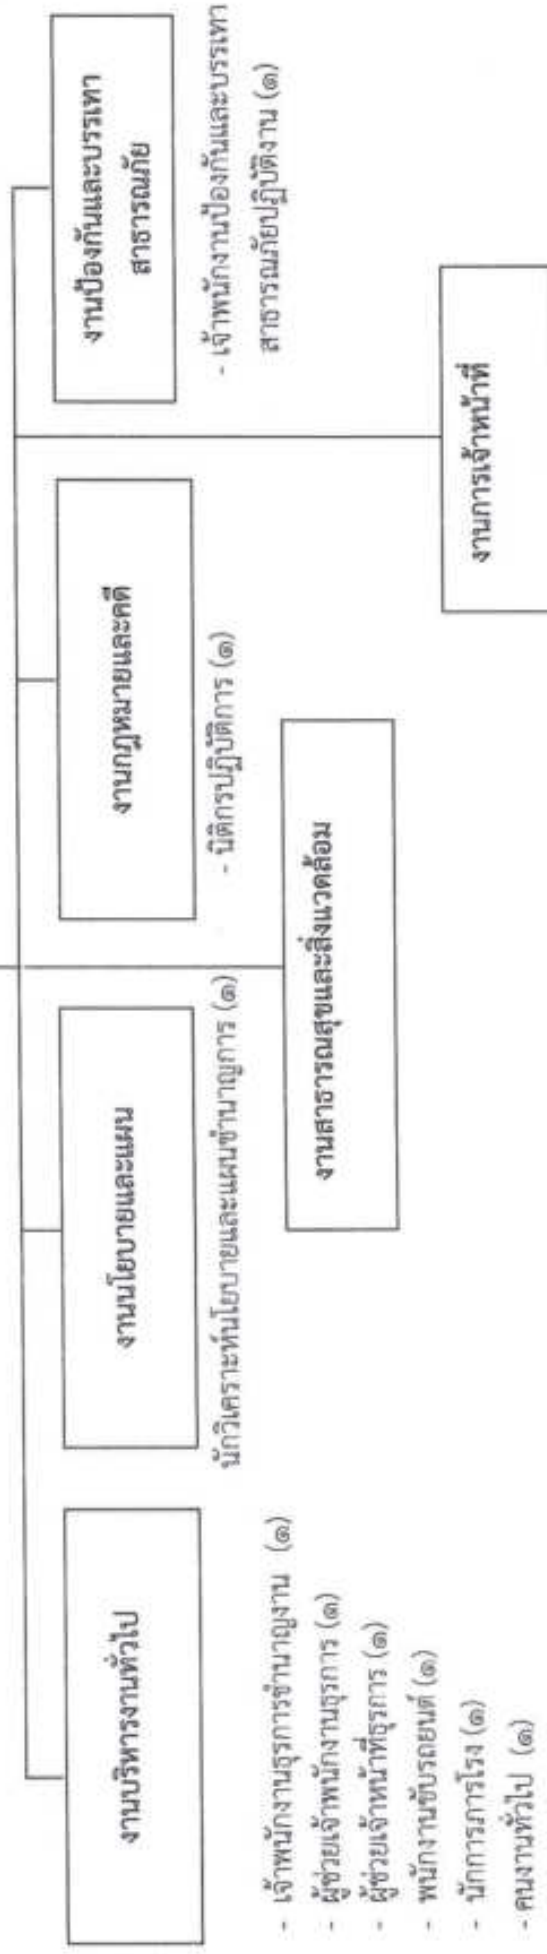 งานบริหารงานทั่วไป
- เจ้าพนักงานธุรการชำนาญงาน (๑)
- ผู้ช่วยเจ้าพนักงานธุรการ (๑)
- ผู้ช่วยเจ้าหน้าที่ธุรการ (๑)
- พนักงานขับรถยนต์ (๑)
- นักการภารโรง (๑)
- คนงานทั่วไป (๑)
งานนโยบายและแผน
นักวิเคราะห์นโยบายและแผนชำนาญการ (๑)
งานกฎหมายและคดี
- นิติกรปฏิบัติการ (๑)
งานป้องกันและบรรเทา
สาธารณภัย
- เจ้าพนักงานป้องกันและบรรเทา
สาธารณภัยปฏิบัติงาน (๑)
งานสาธารณสุขและสิ่งแวดล้อม
งานการเจ้าหน้าที่